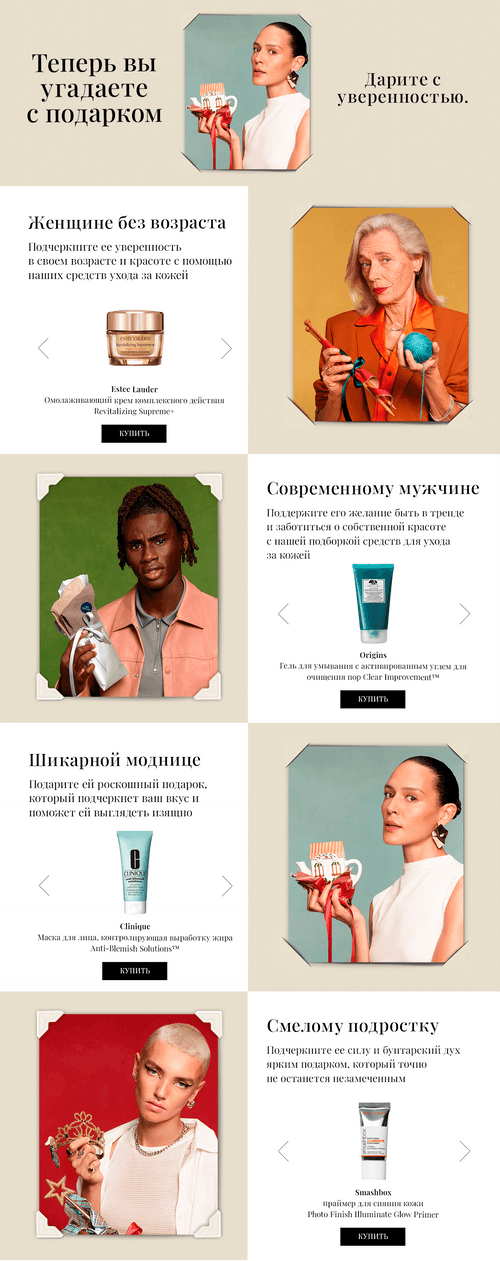 Теперь вы
угадаете
с подарком
Дарите с
уверенностью.
Женщине без возраста
Подчеркните ее уверенность
в своем возрасте и красоте с помощью
наших средств ухода за кожей
ESTEE LAUDER
Revitalizing Supreme+
Estee Lauder
Омолаживающий крем комплексного действия
Revitalizing Supreme+
КУПИТЬ
Современному мужчине
Поддержите его желание быть в тренде
и заботиться о собственной красоте
с нашей подборкой средств для ухода
за кожей
Origins
Гель для умывания с активированным углем для
очищения пор Clear Improvement™
КУПИТЬ
Шикарной моднице
Подарите ей роскошный подарок,
который подчеркнет ваш вкус и
поможет ей выглядеть изящно
CLINIQUE
Clinique
Маска для лица, контролирующая выработку жира
Anti-Blemish Solutions™
КУПИТЬ
Смелому подростку
Подчеркните ее силу и бунтарский дух
ярким подарком, который точно
не останется незамеченным
Smashbox
праймер для сияния кожи
Photo Finish Illuminate Glow Primer
КУПИТЬ